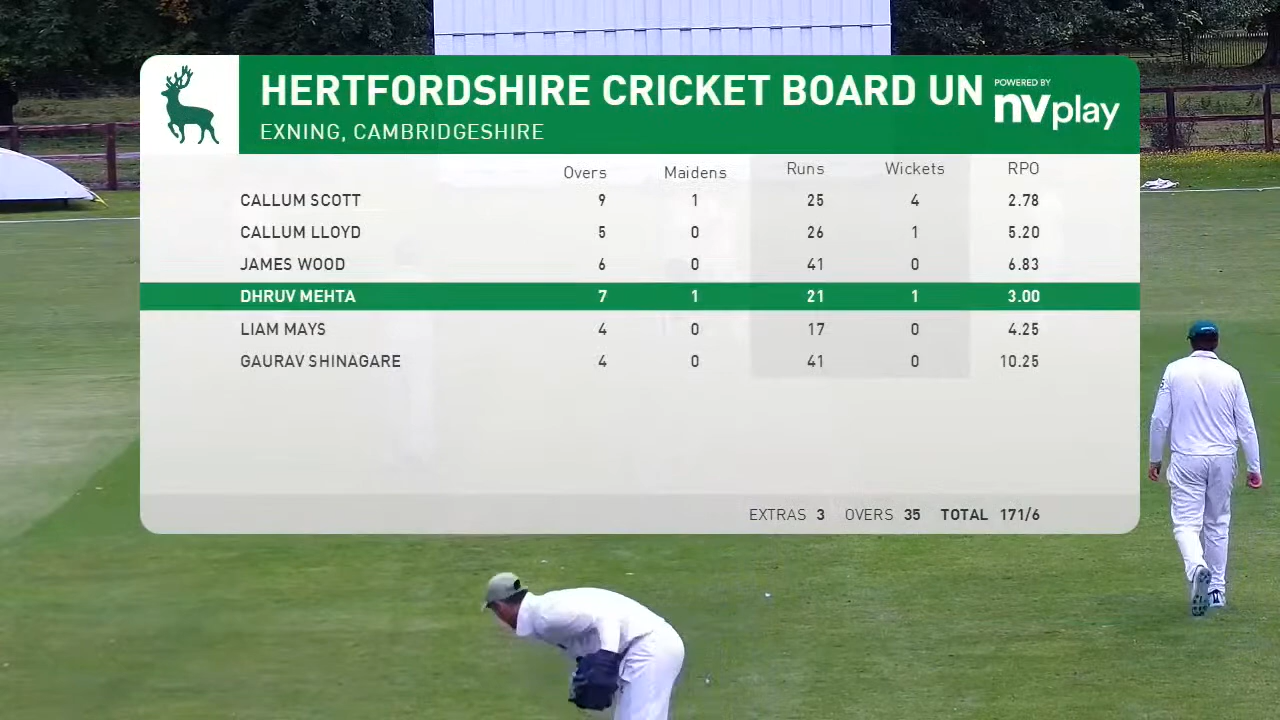 HERTFORDSHIRE CRICKET BOARD UN
EXNING, CAMBRIDGESHIRE
POWERED BY
nvplay
Overs Maidens Runs Wickets RPO
CALLUM SCOTT 9 1 25 4 2.78
CALLUM LLOYD 5 0 26 1 5.20
JAMES WOOD 6 0 41 0 6.83
DHRUV MEHTA 7 1 21 1 3.00
LIAM MAYS 4 0 17 0 4.25
GAURAV SHINAGARE 4 0 41 0 10.25
EXTRAS 3 OVERS 35 TOTAL 171/6